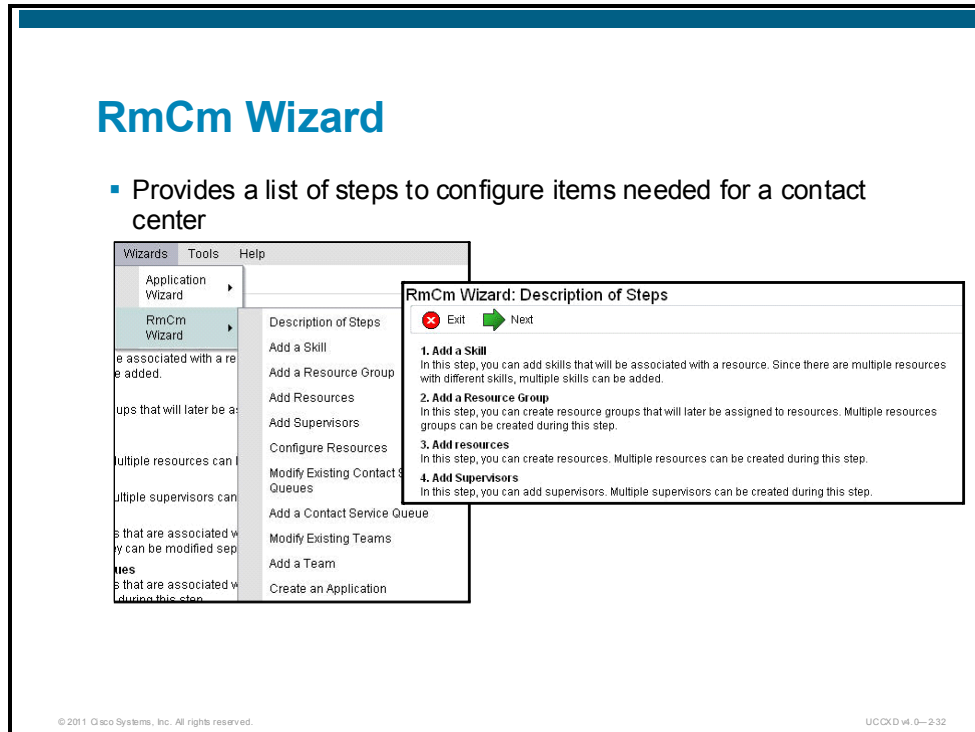 RmCm Wizard
▪ Provides a list of steps to configure items needed for a contact
center
Wizards Tools Help
Application
Wizard
RmCm
Wizard
Description of Steps
Add a Skill
Add a Resource Group
Add Resources
Add Supervisors
Configure Resources
Modify Existing Contact S
Queues
Add a Contact Service Queue
Modify Existing Teams
Add a Team
Create an Application
e associated with a re
e added.
ups that will later be a
ultiple resources can
ultiple supervisors can
s that are associated w
ey can be modified sep
ues
s that are associated w
during this step
RmCm Wizard: Description of Steps
Exit Next
1. Add a Skill
In this step, you can add skills that will be associated with a resource. Since there are multiple resources
with different skills, multiple skills can be added.
2. Add a Resource Group
In this step, you can create resource groups that will later be assigned to resources. Multiple resources
groups can be created during this step.
3. Add resources
In this step, you can create resources. Multiple resources can be created during this step.
4. Add Supervisors
In this step, you can add supervisors. Multiple supervisors can be created during this step.
© 2011 Cisco Systems, Inc. All rights reserved.
UCCXD v4.0—2-32